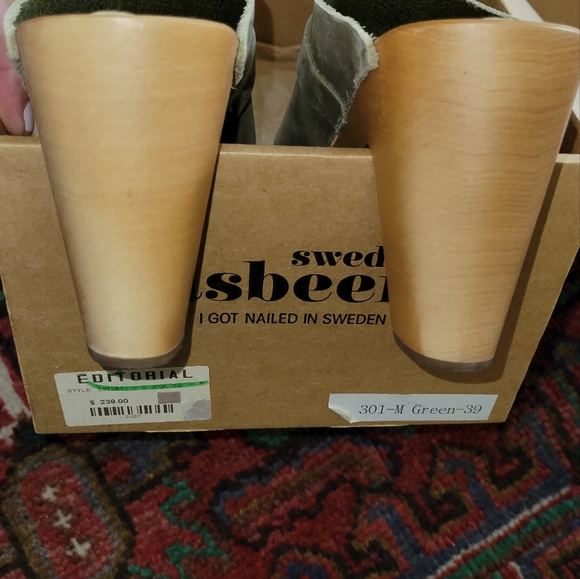 swed
sbee
I GOT NAILED IN SWEDEN
EDITORIAL
STYLE:
$ 239.00
301-M Green-39